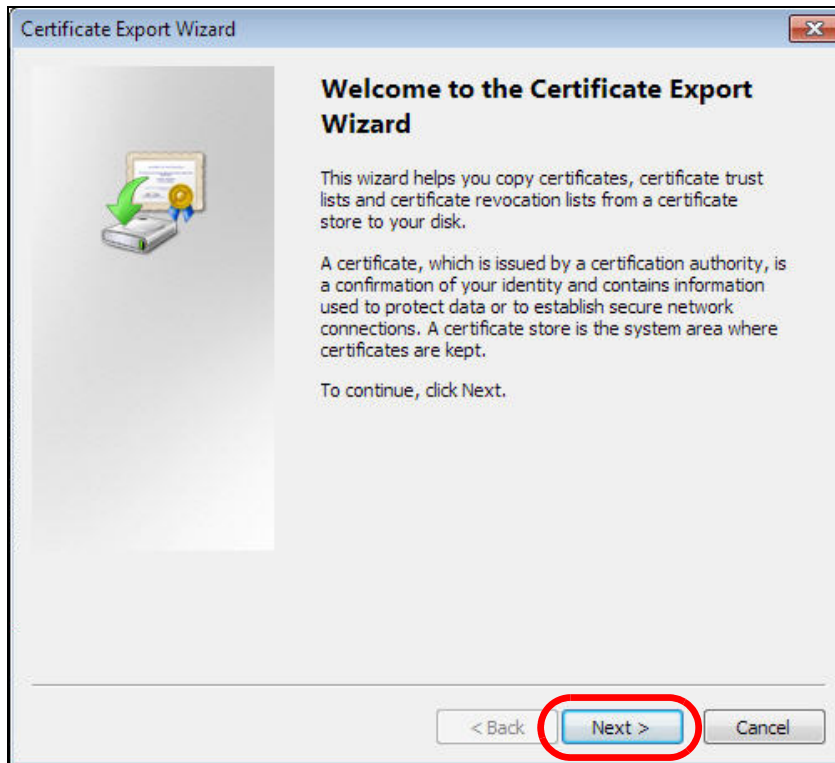 Certificate Export Wizard
Welcome to the Certificate Export
Wizard
This wizard helps you copy certificates, certificate trust
lists and certificate revocation lists from a certificate
store to your disk.
A certificate, which is issued by a certification authority, is
a confirmation of your identity and contains information
used to protect data or to establish secure network
connections. A certificate store is the system area where
certificates are kept.
To continue, click Next.
< Back
Next >
Cancel